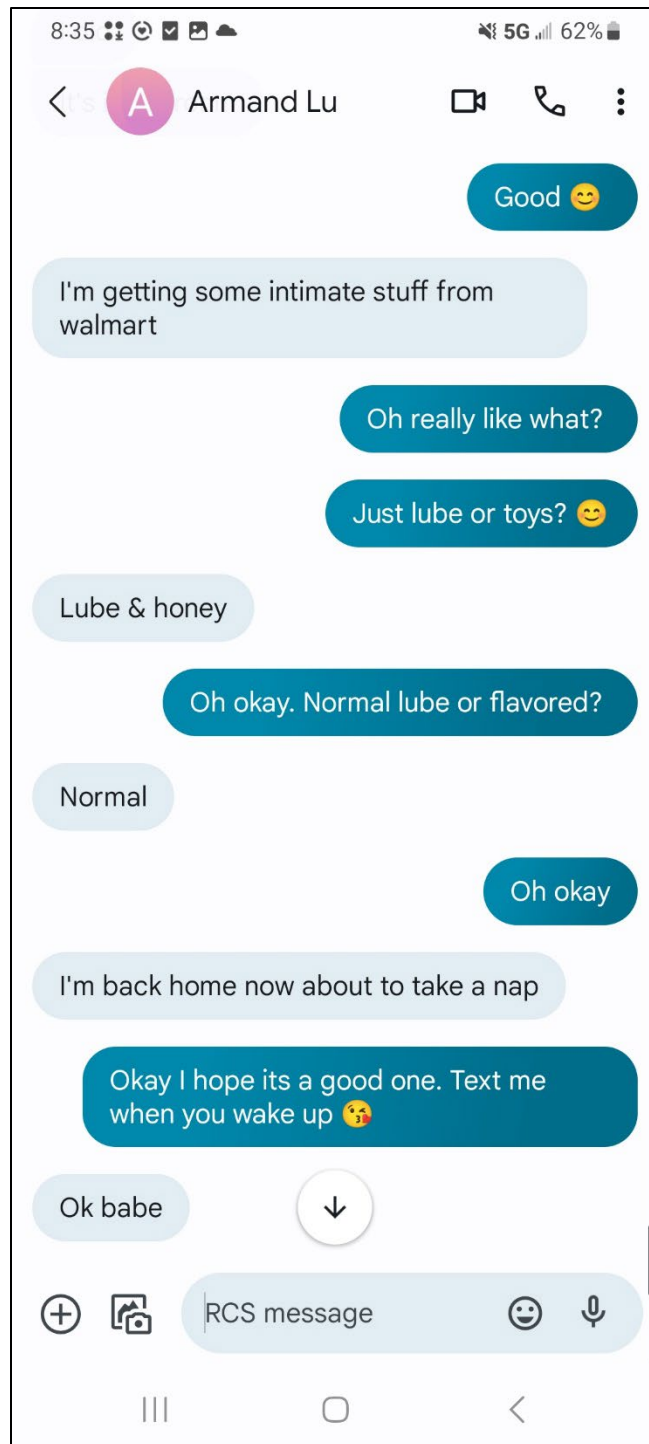 8:35 5G 62%
A Armand Lu
Good 😊
I'm getting some intimate stuff from
walmart
Oh really like what?
Just lube or toys? 😊
Lube & honey
Oh okay. Normal lube or flavored?
Normal
Oh okay
I'm back home now about to take a nap
Okay I hope its a good one. Text me
when you wake up 😘
Ok babe
RCS message